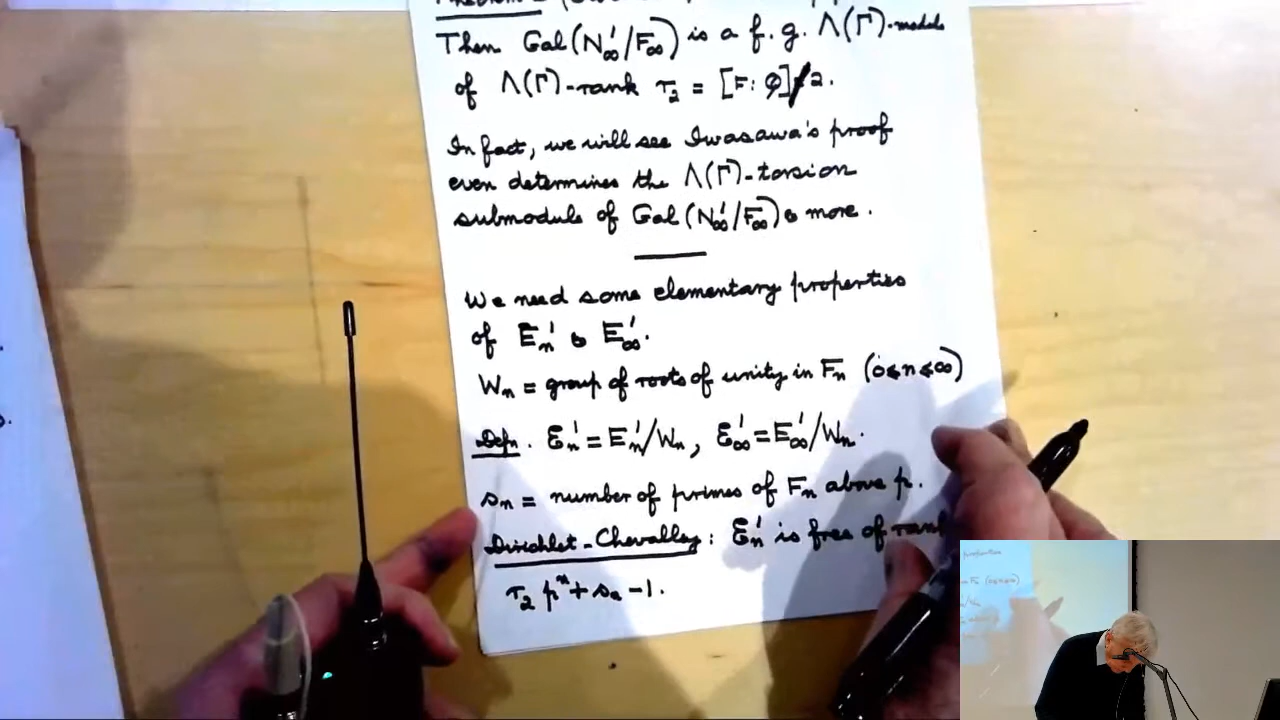 Then Gal(N'∞/F∞) is a f.g. Λ(Γ)-module
of Λ(Γ)-rank r₂ = [F:Q]/2.
In fact, we will see Iwasawa's proof
even determines the Λ(Γ)-torsion
submodule of Gal(N'∞/F∞) & more.
We need some elementary properties
of E'n & E'∞.
Wn = group of roots of unity in Fn (0≤n≤∞)
Defn. ℰ'n = E'n/Wn, ℰ'∞ = E'∞/Wn.
sn = number of primes of Fn above p.
Dirichlet-Chevalley: ℰ'n is free of rank
r₂ pⁿ + sn - 1.